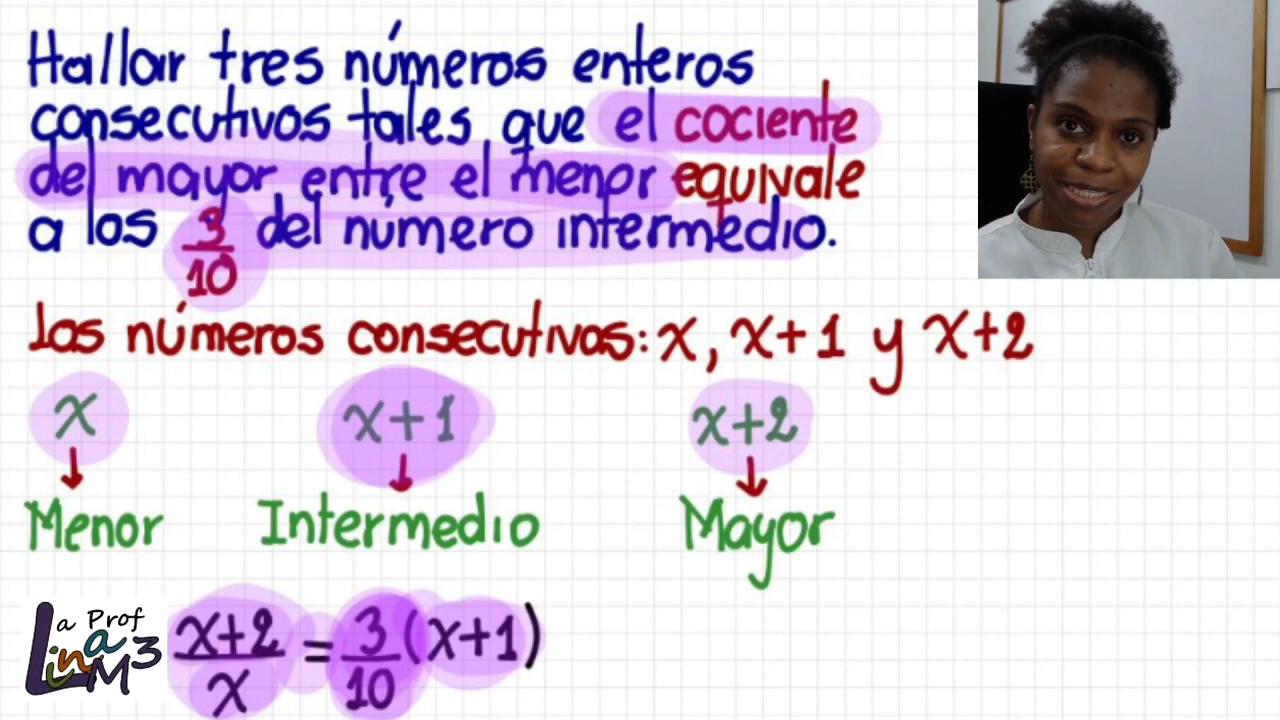 Hallar tres números enteros
consecutivos tales que el cociente
del mayor entre el menor equivale
a los 3/10 del número intermedio.
Los números consecutivos: x, x+1 y x+2
x x+1 x+2
Menor Intermedio Mayor
(x+2)/x = 3/10 (x+1)
La Prof
Lina M3